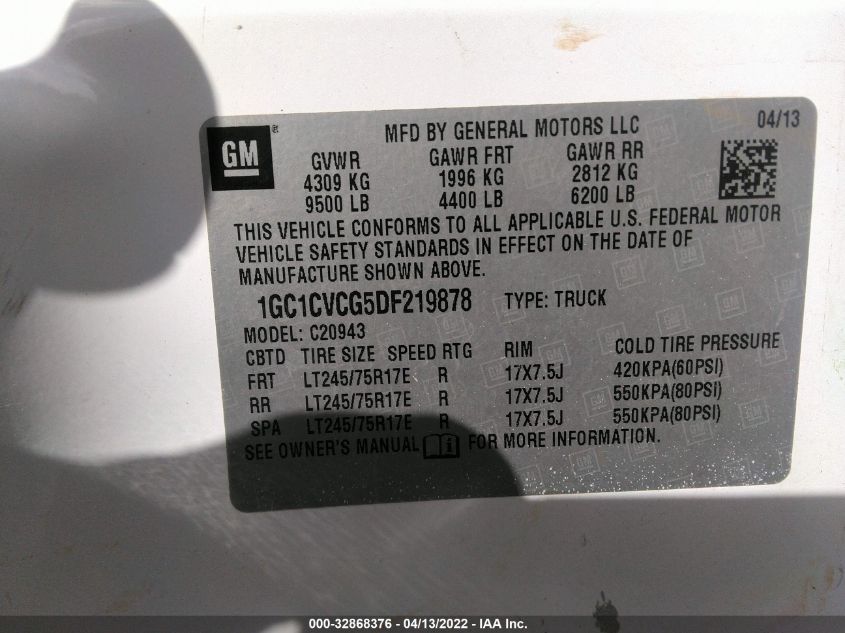 GM ®
MFD BY GENERAL MOTORS LLC 04/13
GVWR GAWR FRT GAWR RR
4309 KG 1996 KG 2812 KG
9500 LB 4400 LB 6200 LB
THIS VEHICLE CONFORMS TO ALL APPLICABLE U.S. FEDERAL MOTOR
VEHICLE SAFETY STANDARDS IN EFFECT ON THE DATE OF
MANUFACTURE SHOWN ABOVE.
1GC1CVCG5DF219878 TYPE: TRUCK
MODEL: C20943
CBTD TIRE SIZE SPEED RTG RIM COLD TIRE PRESSURE
FRT LT245/75R17E R 17X7.5J 420KPA(60PSI)
RR LT245/75R17E R 17X7.5J 550KPA(80PSI)
SPA LT245/75R17E R 17X7.5J 550KPA(80PSI)
SEE OWNER'S MANUAL i FOR MORE INFORMATION.
000-32868376 - 04/13/2022 - IAA Inc.